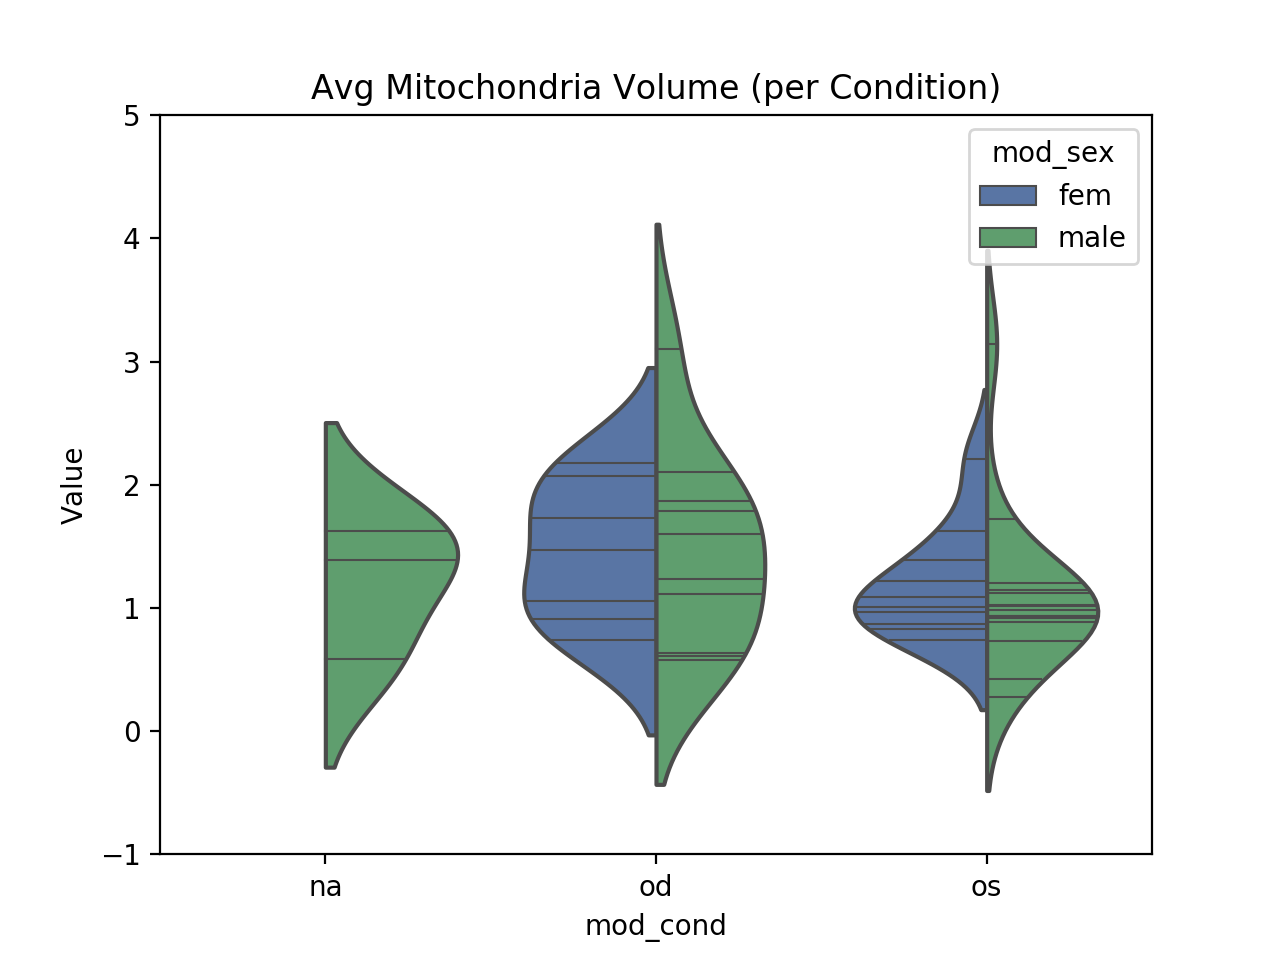 Avg Mitochondria Volume (per Condition)
5
4
3
2
1
0
−1
Value
mod_sex
fem
male
na
od
os
mod_cond